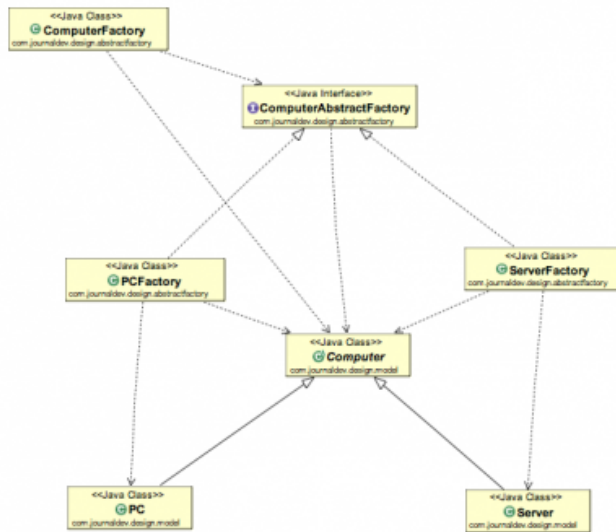 <<Java Class>>
ComputerFactory
com.journaldev.design.abstractfactory
<<Java Interface>>
ComputerAbstractFactory
com.journaldev.design.abstractfactory
<<Java Class>>
PCFactory
com.journaldev.design.abstractfactory
<<Java Class>>
ServerFactory
com.journaldev.design.abstractfactory
<<Java Class>>
Computer
com.journaldev.design.model
<<Java Class>>
PC
com.journaldev.design.model
<<Java Class>>
Server
com.journaldev.design.model